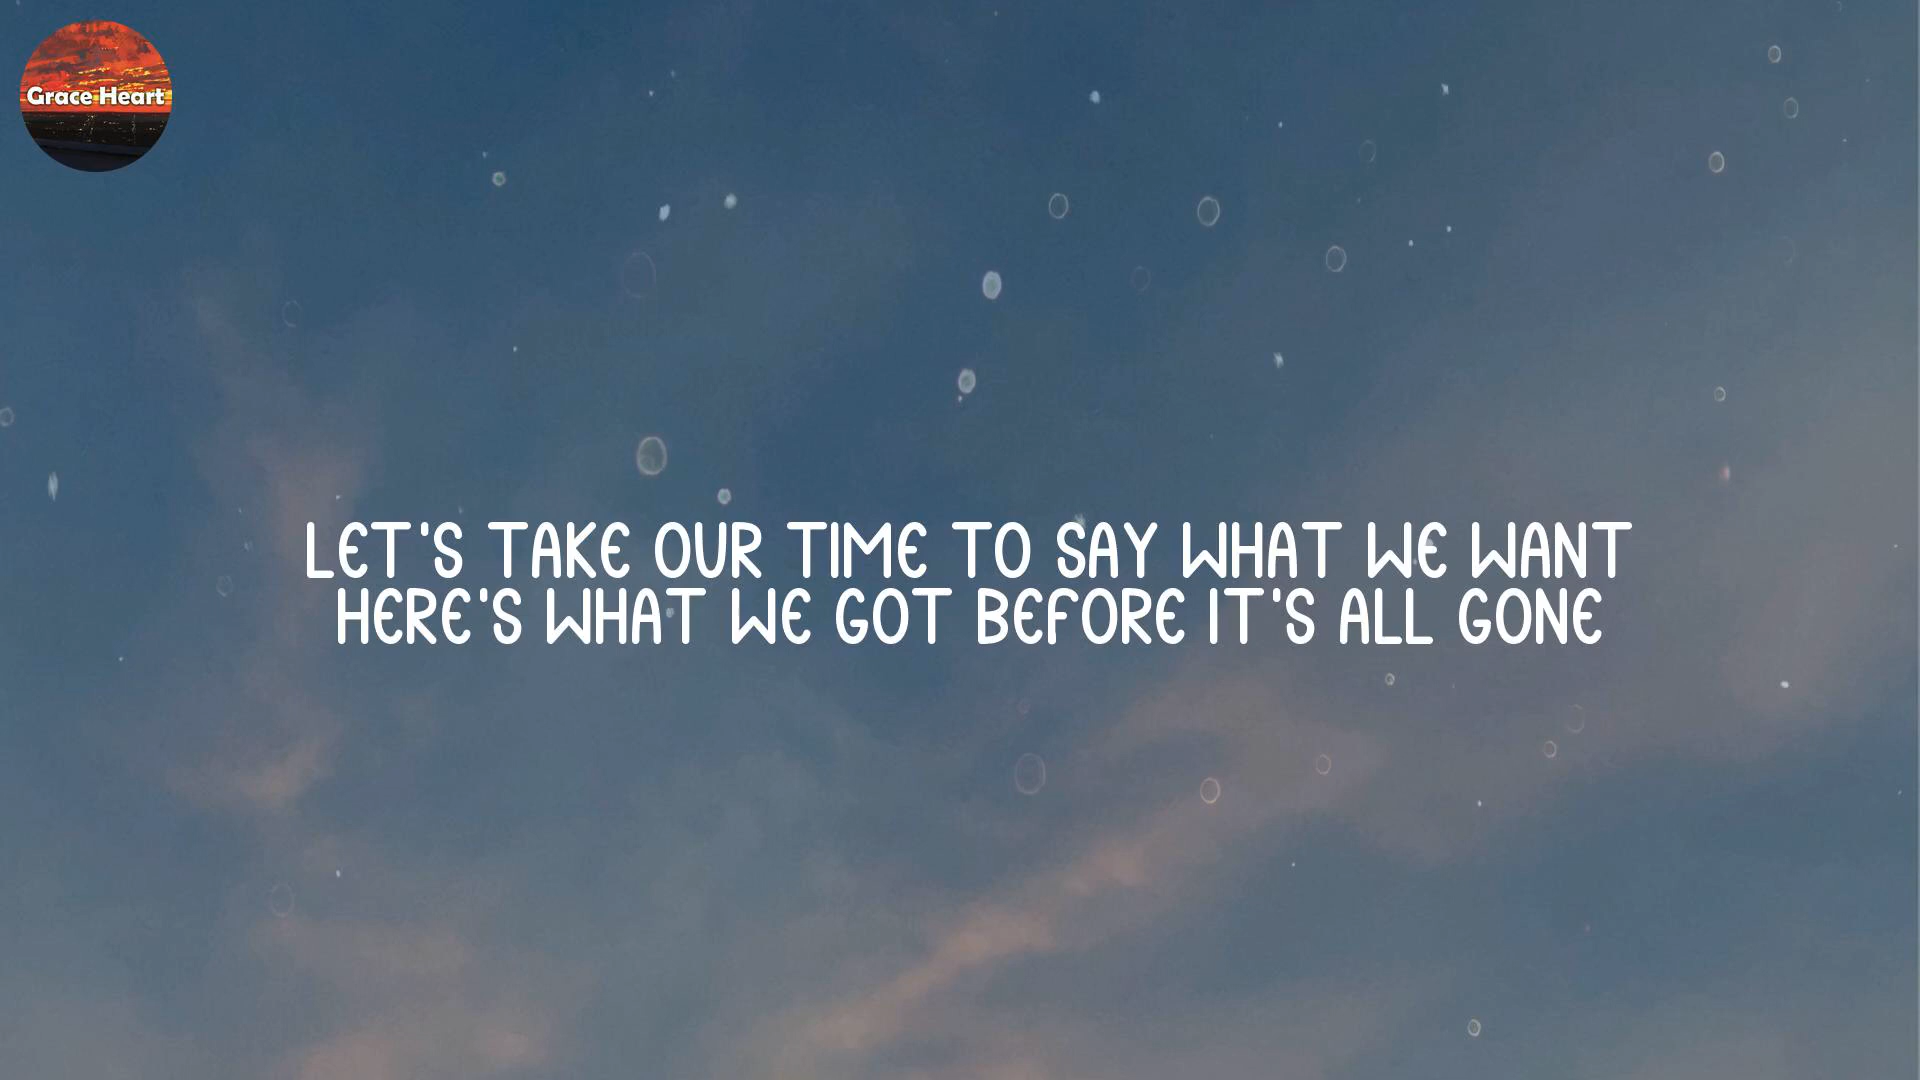 Grace Heart
LET'S TAKE OUR TIME TO SAY WHAT WE WANT
HERE'S WHAT WE GOT BEFORE IT'S ALL GONE